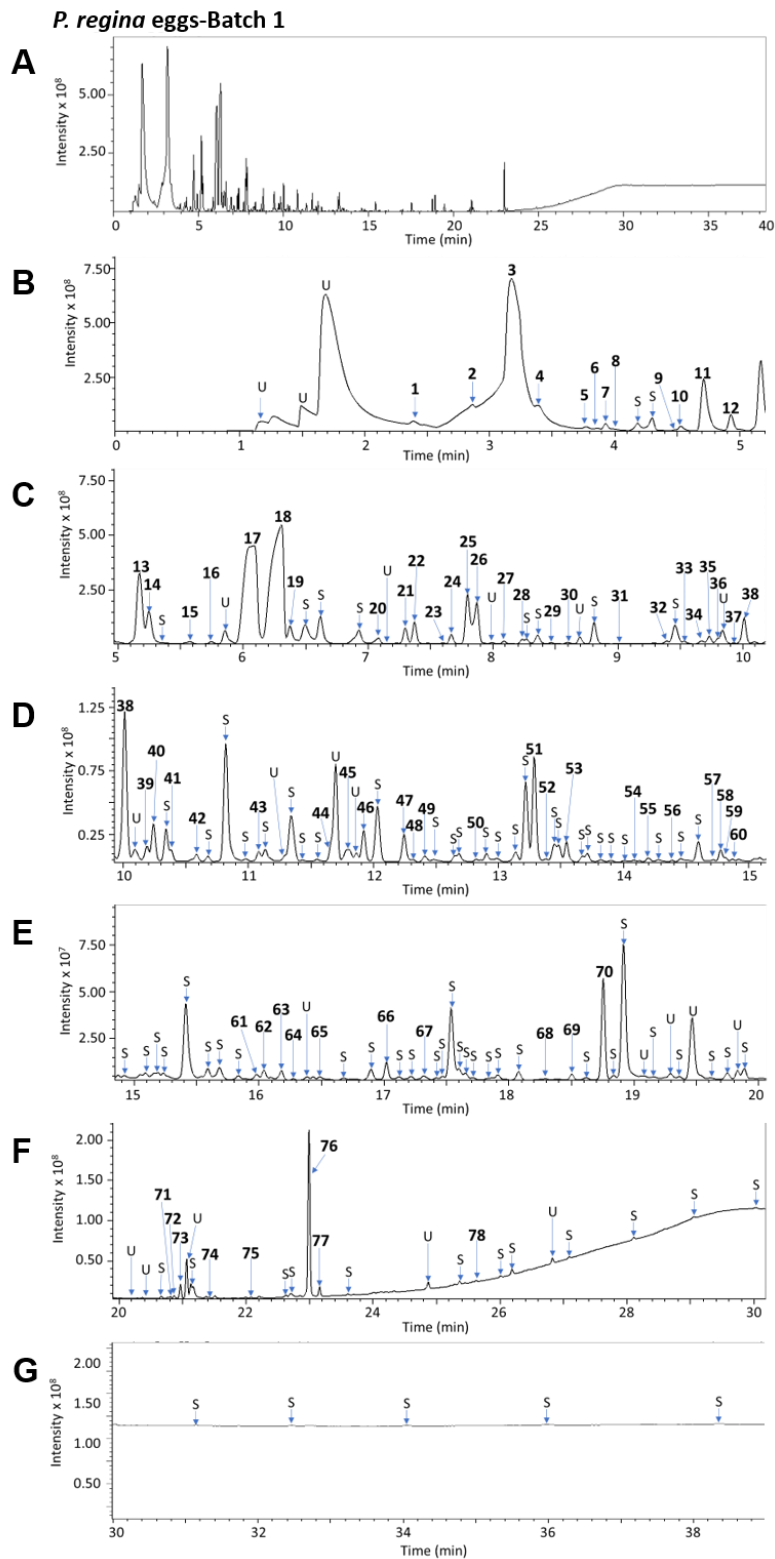 P. regina eggs-Batch 1
A
Intensity x 10⁸
5.00
2.50
0 5 10 15 20 25 30 35 40
Time (min)
B
Intensity x 10⁸
7.50
5.00
2.50
U U U 1 2 3 4 5 6 7 8 S S 9 10 11 12
0 1 2 3 4 5
Time (min)
C
Intensity x 10⁸
7.50
5.00
2.50
13 14 S 15 16 U 17 18 19 S S S 20 U 21 22 23 24 25 26 U 27 28 S S 29 30 U S 31 32 S 33 34 35 36 U 37 38
5 6 7 8 9 10
Time (min)
D
Intensity x 10⁸
1.25
0.75
0.25
38 U 39 40 S 41 42 S S S 43 S U S S S 44 U 45 U 46 S 47 48 49 S S S 50 S S S S 51 52 S S 53 S S S S S 54 55 S 56 S S 57 58 59 60
10 11 12 13 14 15
Time (min)
E
Intensity x 10⁷
7.50
5.00
2.50
S S S S S S S S 61 62 63 64 U 65 S S 66 S S 67 S S S S S S S S S 68 69 S 70 S S U S U S U S S U S
15 16 17 18 19 20
Time (min)
F
Intensity x 10⁸
2.00
1.50
1.00
0.50
U U S 71 72 73 U S 74 75 S S 76 77 S U S 78 S S U S S S S
20 22 24 26 28 30
Time (min)
G
Intensity x 10⁸
2.00
1.50
1.00
0.50
S S S S S
30 32 34 36 38
Time (min)